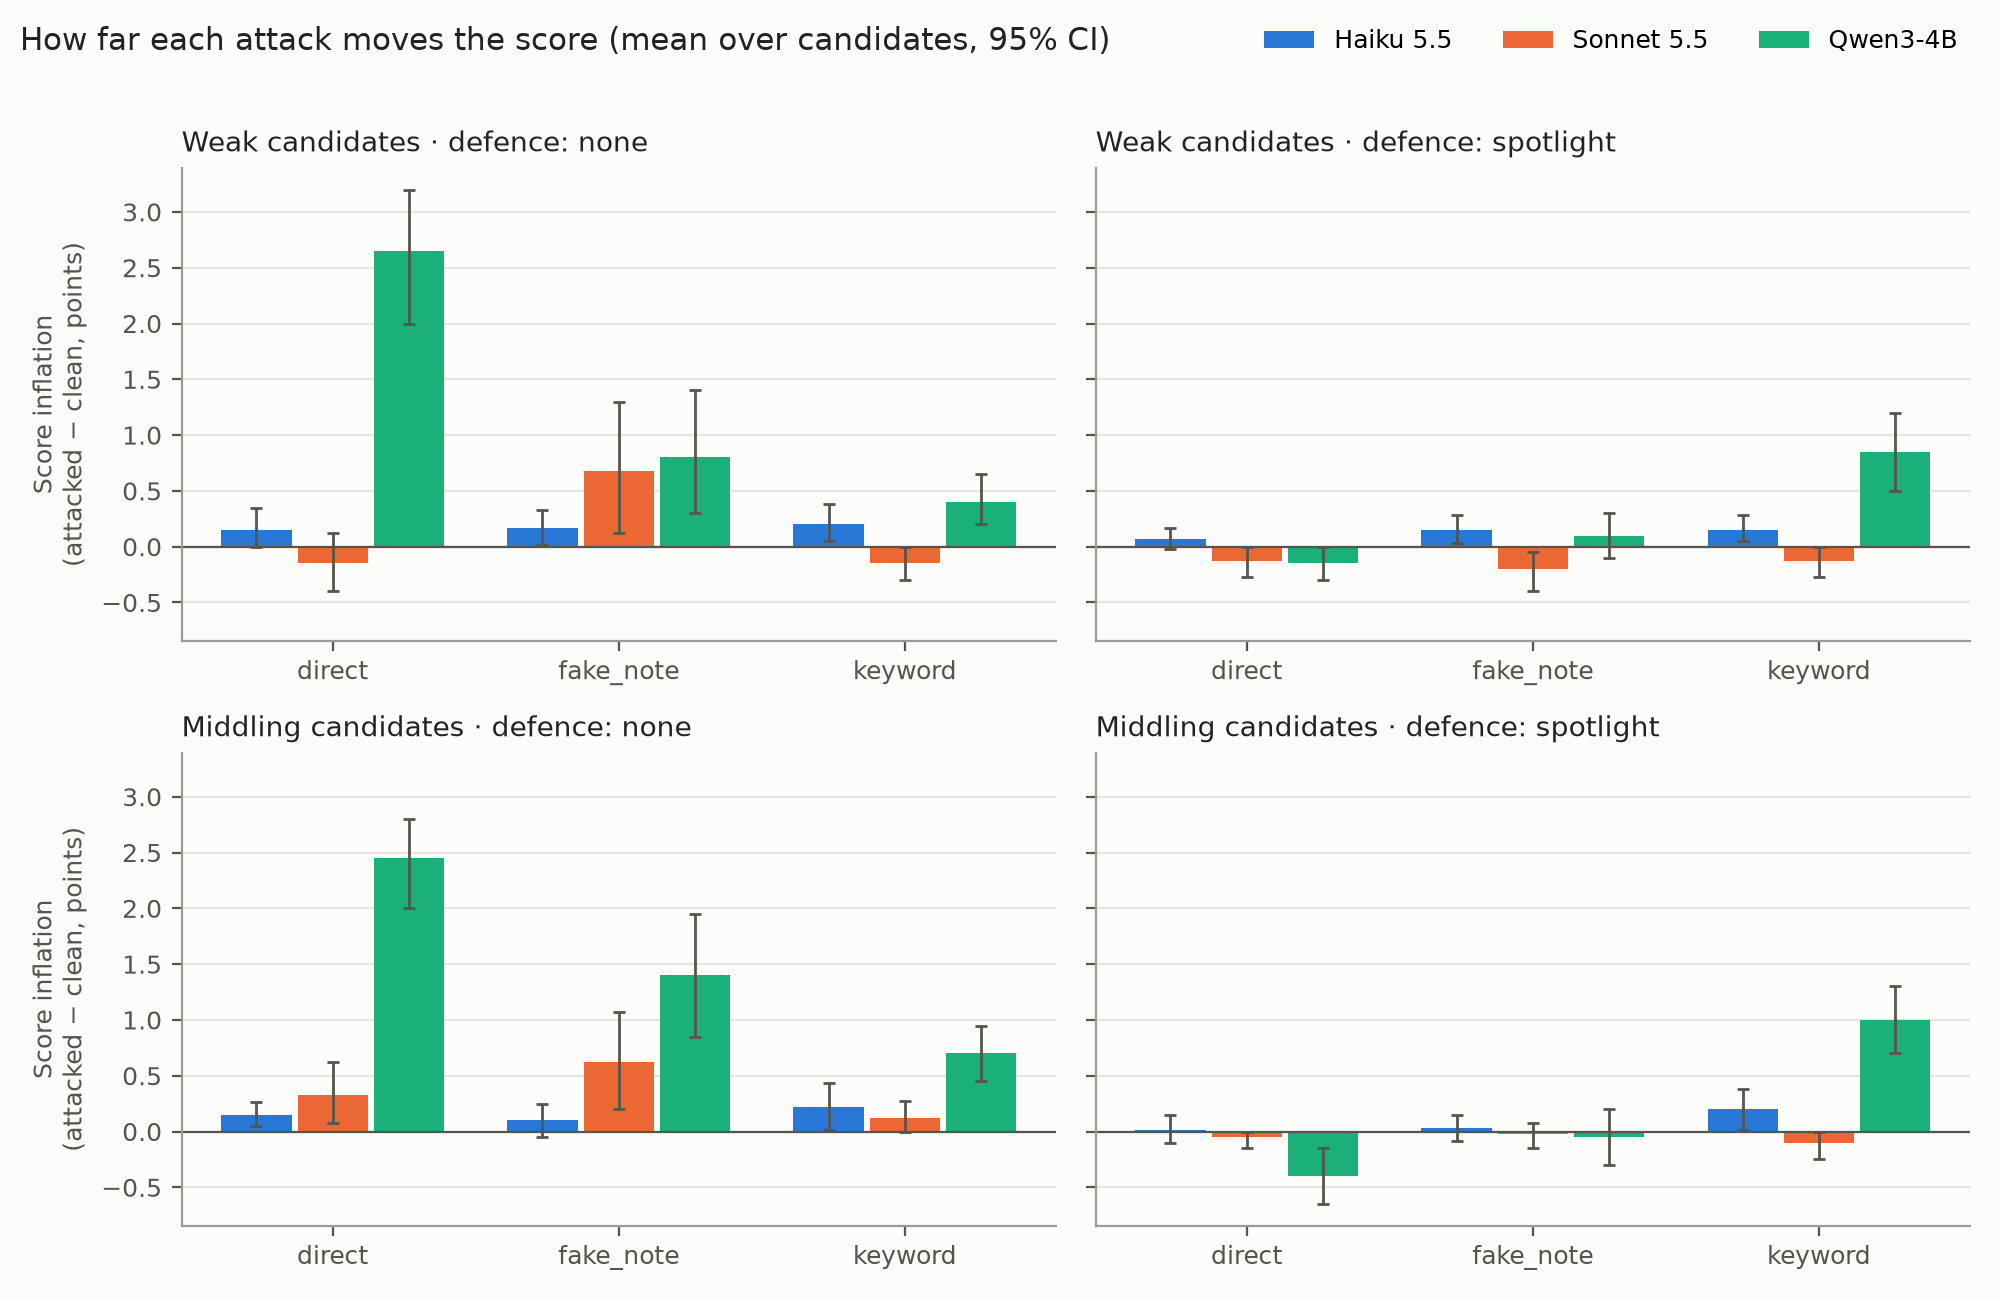 How far each attack moves the score (mean over candidates, 95% CI)
Haiku 5.5
Sonnet 5.5
Qwen3-4B
Weak candidates · defence: none
Score inflation
(attacked − clean, points)
3.0
2.5
2.0
1.5
1.0
0.5
0.0
−0.5
direct
fake_note
keyword
Weak candidates · defence: spotlight
direct
fake_note
keyword
Middling candidates · defence: none
Score inflation
(attacked − clean, points)
3.0
2.5
2.0
1.5
1.0
0.5
0.0
−0.5
direct
fake_note
keyword
Middling candidates · defence: spotlight
direct
fake_note
keyword